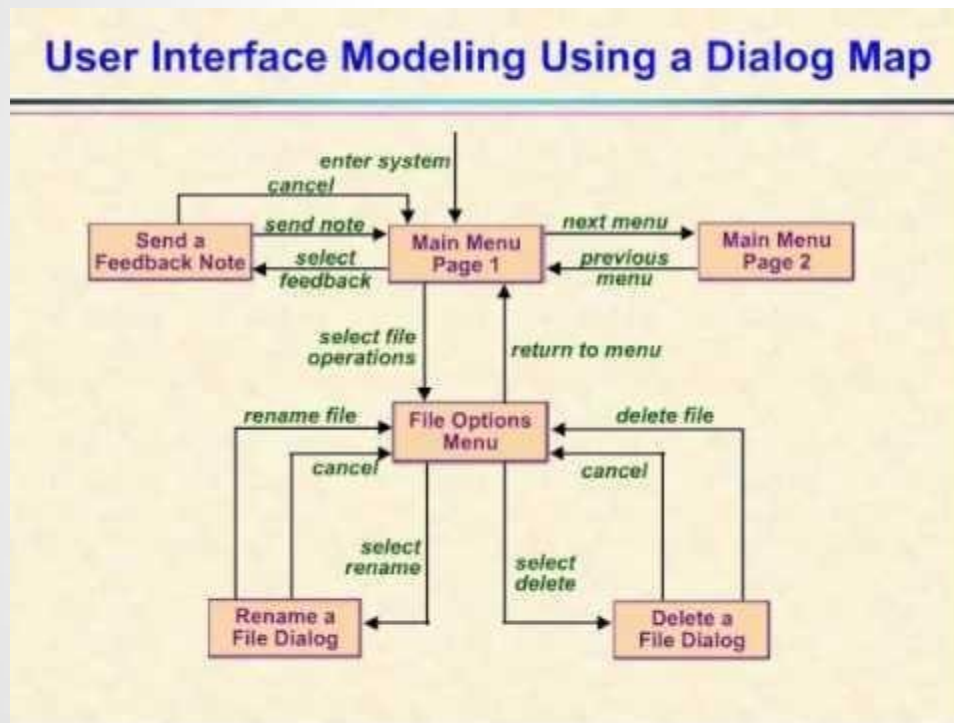 User Interface Modeling Using a Dialog Map
enter system
cancel
send note
next menu
Send a
Feedback Note
Main Menu
Page 1
Main Menu
Page 2
select
feedback
previous
menu
select file
operations
return to menu
rename file
File Options
Menu
delete file
cancel
cancel
select
rename
select
delete
Rename a
File Dialog
Delete a
File Dialog